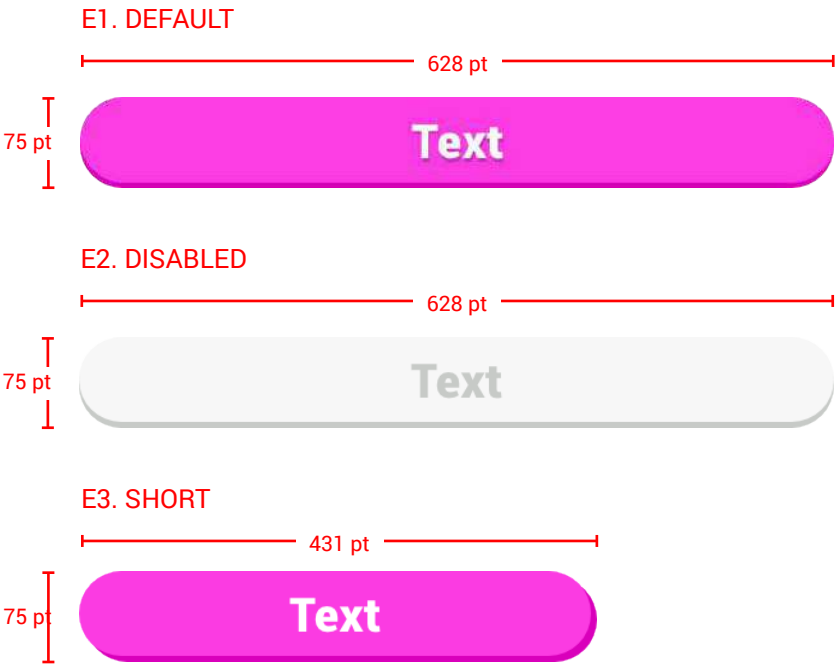 E1. DEFAULT
628 pt
75 pt
Text
E2. DISABLED
628 pt
75 pt
Text
E3. SHORT
431 pt
75 pt
Text